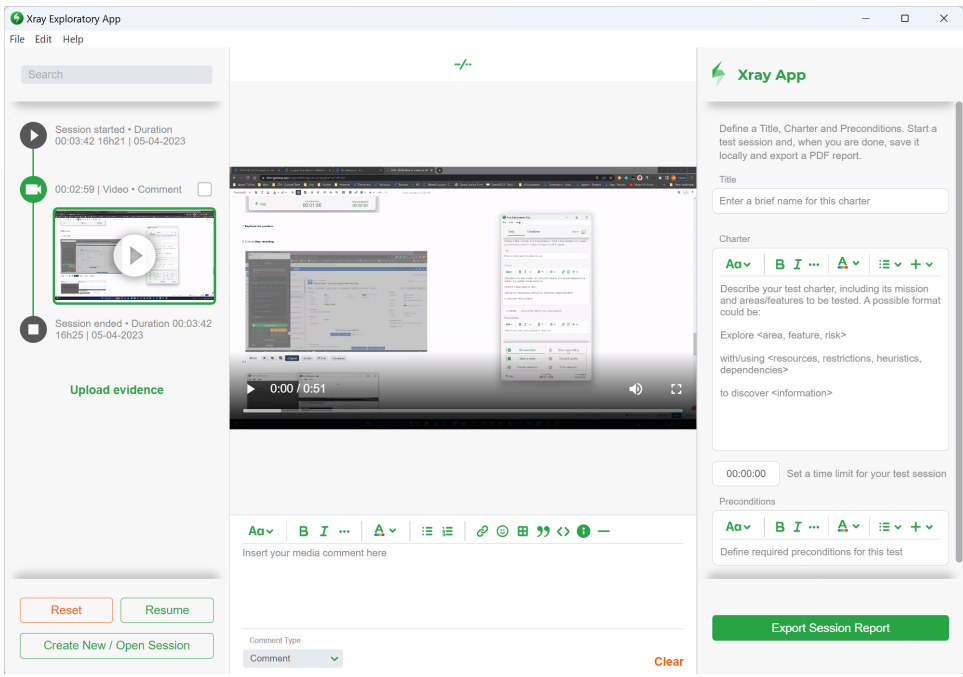 Xray Exploratory App
File Edit Help
Search
Session started • Duration
00:03:42 16h21 | 05-04-2023
00:02:59 | Video • Comment
Session ended • Duration 00:03:42
16h25 | 05-04-2023
Upload evidence
Reset
Resume
Create New / Open Session
-/--
0:00 / 0:51
Aa B I ... A
Insert your media comment here
Comment Type
Comment
Clear
Xray App
Define a Title, Charter and Preconditions. Start a
test session and, when you are done, save it
locally and export a PDF report.
Title
Enter a brief name for this charter
Charter
Aa B I ... A
Describe your test charter, including its mission
and areas/features to be tested. A possible format
could be:
Explore <area, feature, risk>
with/using <resources, restrictions, heuristics,
dependencies>
to discover <information>
00:00:00 Set a time limit for your test session
Preconditions
Aa B I ... A
Define required preconditions for this test
Export Session Report